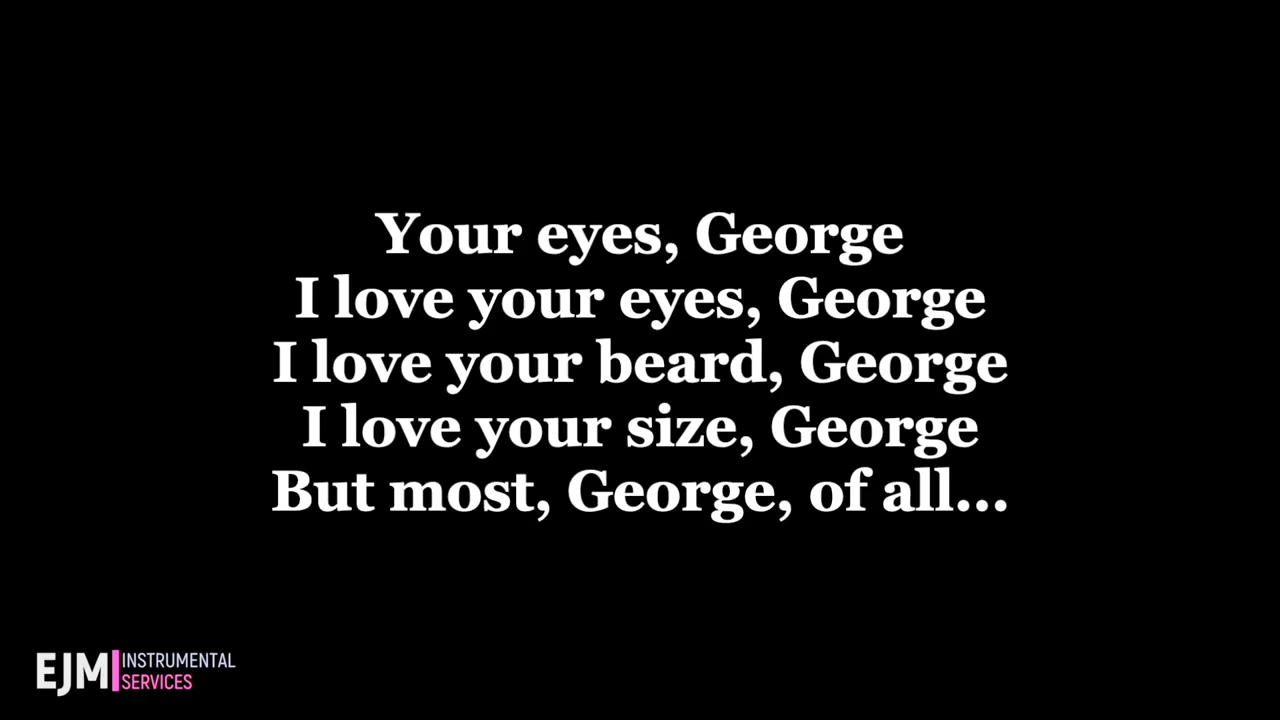 Your eyes, George
I love your eyes, George
I love your beard, George
I love your size, George
But most, George, of all...
EJM INSTRUMENTAL
SERVICES